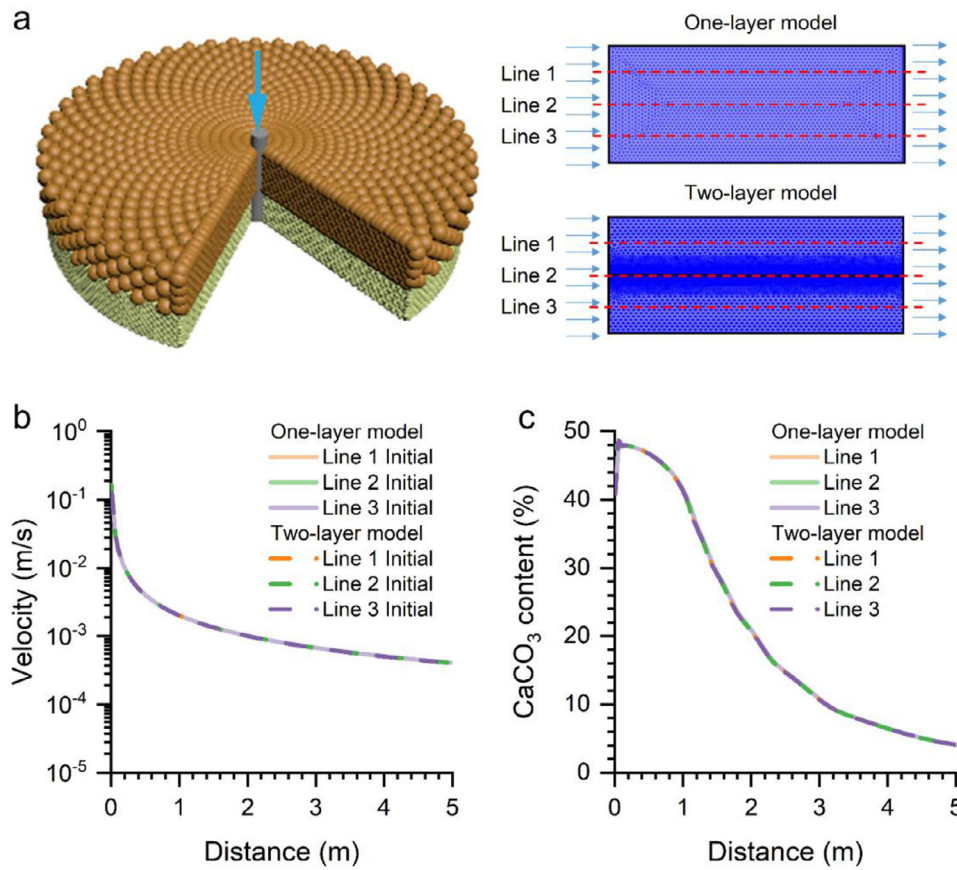 a
One-layer model
Line 1
Line 2
Line 3
Two-layer model
Line 1
Line 2
Line 3
b
Velocity (m/s)
10⁰
10⁻¹
10⁻²
10⁻³
10⁻⁴
10⁻⁵
0 1 2 3 4 5
Distance (m)
One-layer model
Line 1 Initial
Line 2 Initial
Line 3 Initial
Two-layer model
Line 1 Initial
Line 2 Initial
Line 3 Initial
c
CaCO₃ content (%)
50
40
30
20
10
0
0 1 2 3 4 5
Distance (m)
One-layer model
Line 1
Line 2
Line 3
Two-layer model
Line 1
Line 2
Line 3